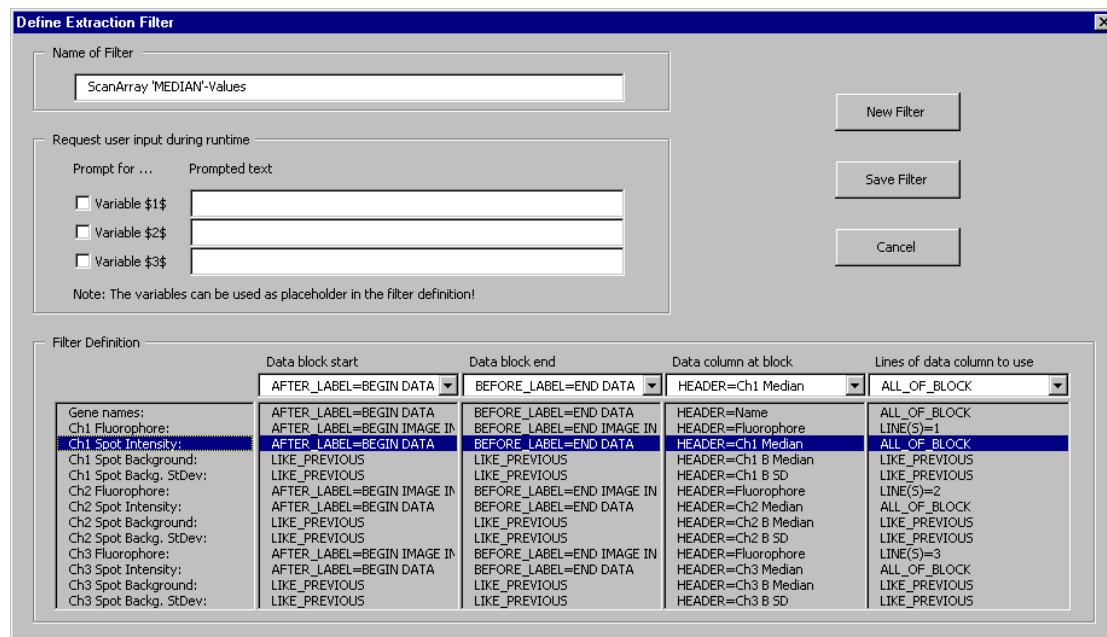 Define Extraction Filter
Name of Filter
ScanArray 'MEDIAN'-Values
New Filter
Request user input during runtime
Prompt for ... Prompted text
Save Filter
Variable $1$
Variable $2$
Cancel
Variable $3$
Note: The variables can be used as placeholder in the filter definition!
Filter Definition
Data block start Data block end Data column at block Lines of data column to use
AFTER_LABEL=BEGIN DATA BEFORE_LABEL=END DATA HEADER=Ch1 Median ALL_OF_BLOCK
Gene names: AFTER_LABEL=BEGIN DATA BEFORE_LABEL=END DATA HEADER=Name ALL_OF_BLOCK
Ch1 Fluorophore: AFTER_LABEL=BEGIN IMAGE IN BEFORE_LABEL=END IMAGE IN HEADER=Fluorophore LINE(S)=1
Ch1 Spot Intensity: AFTER_LABEL=BEGIN DATA BEFORE_LABEL=END DATA HEADER=Ch1 Median ALL_OF_BLOCK
Ch1 Spot Background: LIKE_PREVIOUS LIKE_PREVIOUS HEADER=Ch1 B Median LIKE_PREVIOUS
Ch1 Spot Backg. StDev: LIKE_PREVIOUS LIKE_PREVIOUS HEADER=Ch1 B SD LIKE_PREVIOUS
Ch2 Fluorophore: AFTER_LABEL=BEGIN IMAGE IN BEFORE_LABEL=END IMAGE IN HEADER=Fluorophore LINE(S)=2
Ch2 Spot Intensity: AFTER_LABEL=BEGIN DATA BEFORE_LABEL=END DATA HEADER=Ch2 Median ALL_OF_BLOCK
Ch2 Spot Background: LIKE_PREVIOUS LIKE_PREVIOUS HEADER=Ch2 B Median LIKE_PREVIOUS
Ch2 Spot Backg. StDev: LIKE_PREVIOUS LIKE_PREVIOUS HEADER=Ch2 B SD LIKE_PREVIOUS
Ch3 Fluorophore: AFTER_LABEL=BEGIN IMAGE IN BEFORE_LABEL=END IMAGE IN HEADER=Fluorophore LINE(S)=3
Ch3 Spot Intensity: AFTER_LABEL=BEGIN DATA BEFORE_LABEL=END DATA HEADER=Ch3 Median ALL_OF_BLOCK
Ch3 Spot Background: LIKE_PREVIOUS LIKE_PREVIOUS HEADER=Ch3 B Median LIKE_PREVIOUS
Ch3 Spot Backg. StDev: LIKE_PREVIOUS LIKE_PREVIOUS HEADER=Ch3 B SD LIKE_PREVIOUS